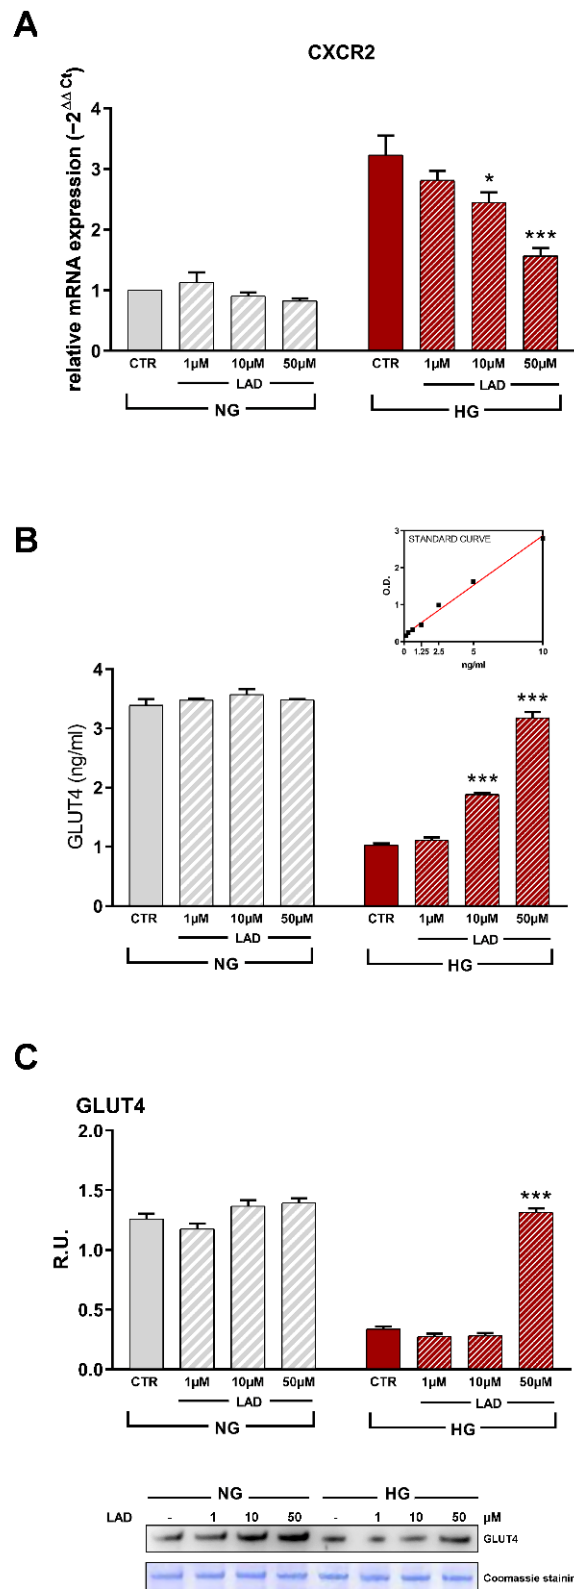 A
CXCR2
relative mRNA expression (−2^ΔΔCt)
4
3
2
1
0
*
***
CTR 1µM 10µM 50µM CTR 1µM 10µM 50µM
LAD LAD
NG HG
B
STANDARD CURVE
O.D.
3
2
1
0
0 1.25 2.5 5 10
ng/ml
GLUT4 (ng/ml)
4
3
2
1
0
***
***
CTR 1µM 10µM 50µM CTR 1µM 10µM 50µM
LAD LAD
NG HG
C
GLUT4
R.U.
2.0
1.5
1.0
0.5
0.0
***
CTR 1µM 10µM 50µM CTR 1µM 10µM 50µM
LAD LAD
NG HG
NG HG
LAD - 1 10 50 - 1 10 50 µM
GLUT4
Coomassie stainin